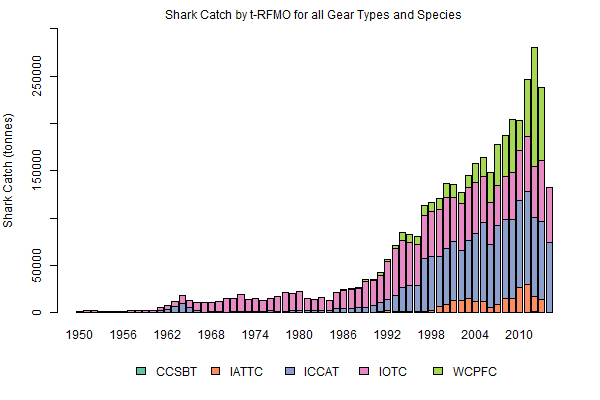 Shark Catch by t-RFMO for all Gear Types and Species
Shark Catch (tonnes)
250000
150000
50000
0
1950 1956 1962 1968 1974 1980 1986 1992 1998 2004 2010
CCSBT IATTC ICCAT IOTC WCPFC